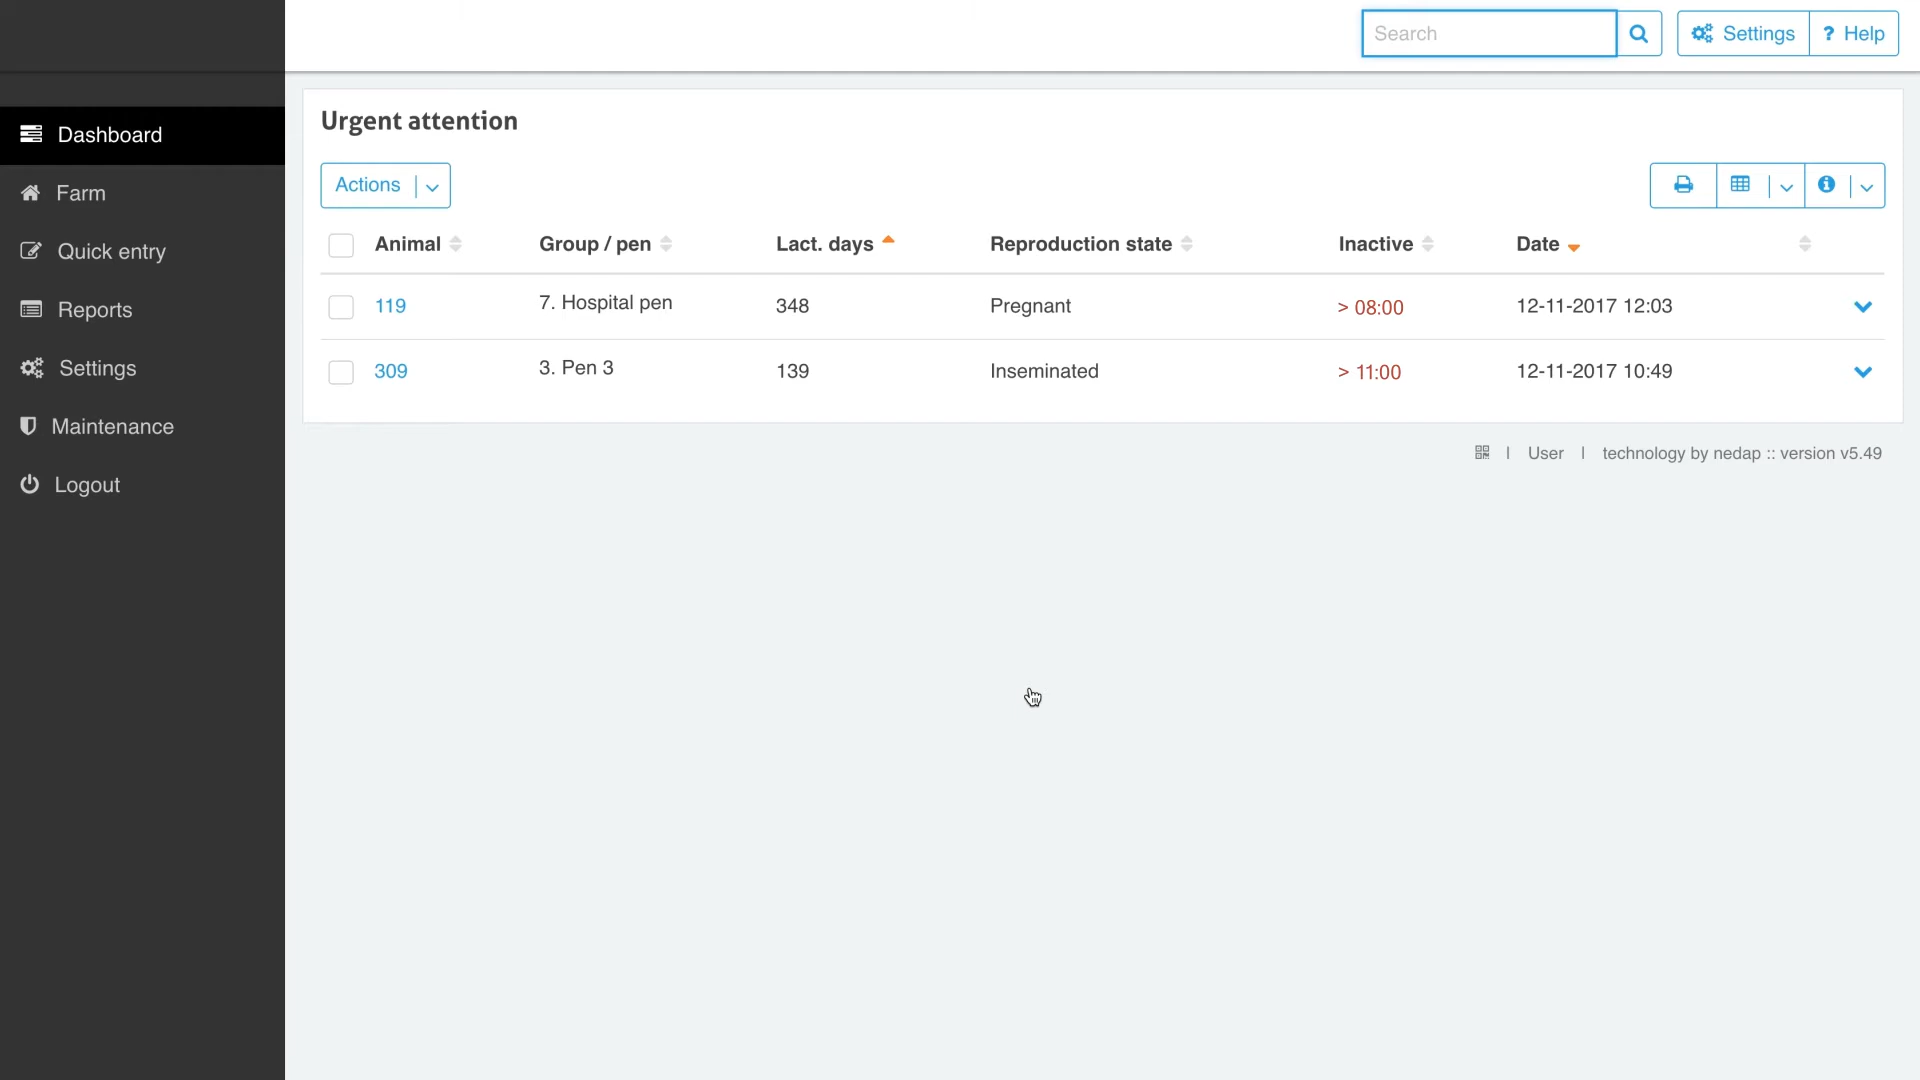 Search
Settings
? Help
Dashboard
Farm
Quick entry
Reports
Settings
Maintenance
Logout
Urgent attention
Actions
Animal Group / pen Lact. days Reproduction state Inactive Date
119 7. Hospital pen 348 Pregnant > 08:00 12-11-2017 12:03
309 3. Pen 3 139 Inseminated > 11:00 12-11-2017 10:49
| User | technology by nedap :: version v5.49